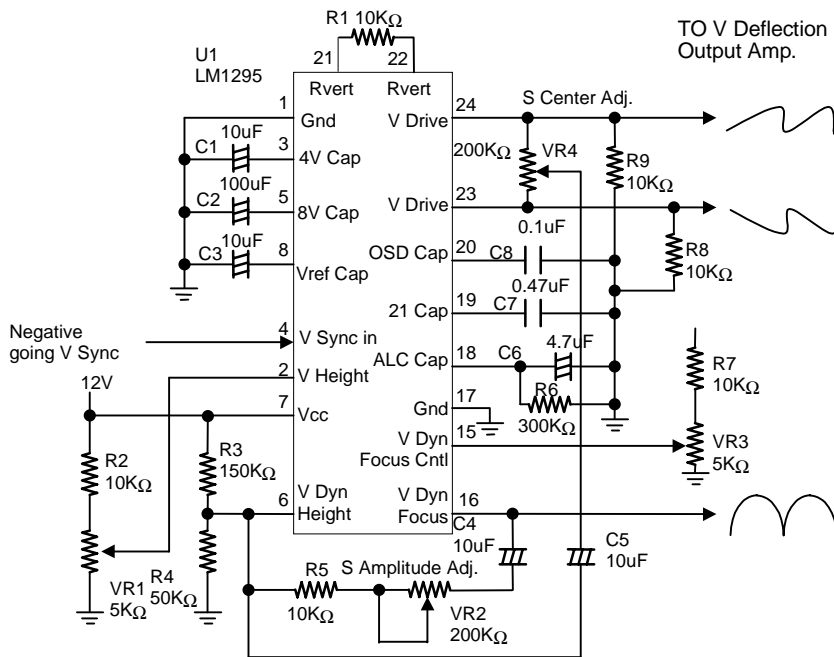 R1 10KΩ
TO V Deflection
Output Amp.
U1
LM1295
21
22
Rvert
Rvert
1
Gnd
24
V Drive
S Center Adj.
10uF
C1
3
4V Cap
200KΩ
VR4
R9
10KΩ
100uF
C2
5
8V Cap
23
V Drive
10uF
C3
8
Vref Cap
0.1uF
20
OSD Cap
C8
R8
10KΩ
0.47uF
19
21 Cap
C7
Negative
going V Sync
4
V Sync in
4.7uF
18
ALC Cap
C6
2
V Height
R7
10KΩ
12V
7
Vcc
R6
300KΩ
17
Gnd
15
V Dyn
Focus Cntl
VR3
5KΩ
R2
10KΩ
R3
150KΩ
6
V Dyn
Height
16
V Dyn
Focus
C4
10uF
C5
10uF
VR1
5KΩ
R4
50KΩ
R5
10KΩ
S Amplitude Adj.
VR2
200KΩ